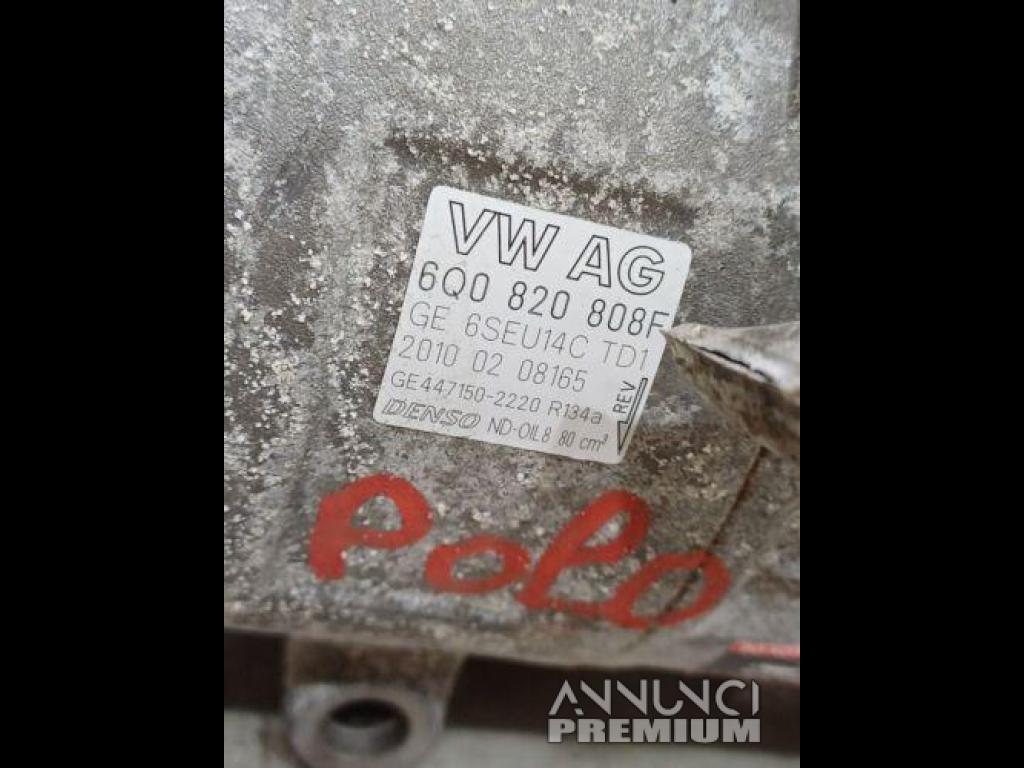 VW AG
6Q0 820 808F
GE 6SEU14C TD1
2010 02 08165
GE447150-2220 R134a
DENSO ND-OIL8 80 cm³
REV
Polo
ANNUNCI
PREMIUM